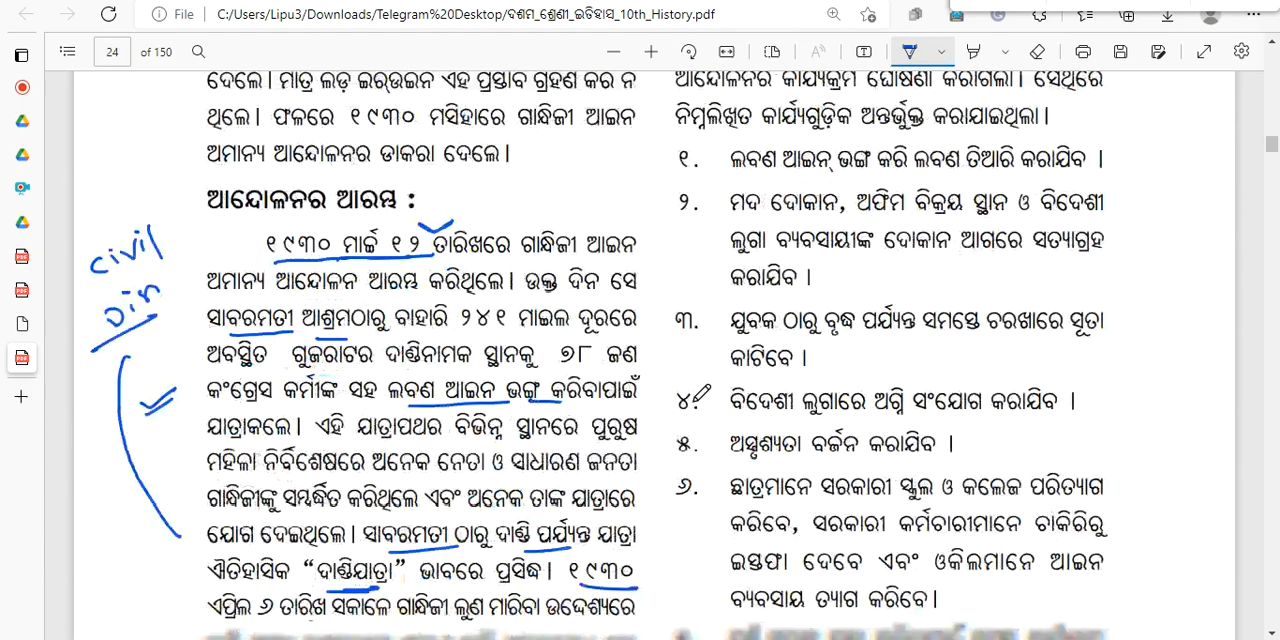 File
C:/Users/Lipu3/Downloads/Telegram%20Desktop/ଦଶମ_ଶ୍ରେଣୀ_ଇତିହାସ_10th_History.pdf
24 of 150
ଦେଲେ। ମାତ୍ର ଲଡ଼ ଇର୍‌ଉଇନ ଏହି ପ୍ରସ୍ତାବ ଗ୍ରହଣ କରି ନ
ଥିଲେ। ଫଳରେ ୧୯୩୦ ମସିହାରେ ଗାନ୍ଧିଜୀ ଆଇନ
ଅମାନ୍ୟ ଆନ୍ଦୋଳନର ଡାକରା ଦେଲେ।
ଆନ୍ଦୋଳନର ଆରମ୍ଭ :
୧୯୩୦ ମାର୍ଚ୍ଚ ୧୨ ତାରିଖରେ ଗାନ୍ଧିଜୀ ଆଇନ
ଅମାନ୍ୟ ଆନ୍ଦୋଳନ ଆରମ୍ଭ କରିଥିଲେ। ଉକ୍ତ ଦିନ ସେ
ସାବରମତୀ ଆଶ୍ରମଠାରୁ ବାହାରି ୨୪୧ ମାଇଲ ଦୂରରେ
ଅବସ୍ଥିତ ଗୁଜରାଟର ଦାଣ୍ଡିନାମକ ସ୍ଥାନକୁ ୭୮ ଜଣ
କଂଗ୍ରେସ କର୍ମୀଙ୍କ ସହ ଲବଣ ଆଇନ ଭଙ୍ଗ କରିବାପାଇଁ
ଯାତ୍ରାକଲେ। ଏହି ଯାତ୍ରାପଥର ବିଭିନ୍ନ ସ୍ଥାନରେ ପୁରୁଷ
ମହିଳା ନିର୍ବିଶେଷରେ ଅନେକ ନେତା ଓ ସାଧାରଣ ଜନତା
ଗାନ୍ଧିଜୀଙ୍କୁ ସମ୍ବର୍ଦ୍ଧିତ କରିଥିଲେ ଏବଂ ଅନେକ ତାଙ୍କ ଯାତ୍ରାରେ
ଯୋଗ ଦେଇଥିଲେ। ସାବରମତୀ ଠାରୁ ଦାଣ୍ଡି ପର୍ଯ୍ୟନ୍ତ ଯାତ୍ରା
ଐତିହାସିକ “ଦାଣ୍ଡିଯାତ୍ରା” ଭାବରେ ପ୍ରସିଦ୍ଧ। ୧୯୩୦
ଏପ୍ରିଲ ୬ ତାରିଖ ସକାଳେ ଗାନ୍ଧିଜୀ ଲୁଣ ମାରିବା ଉଦ୍ଦେଶ୍ୟରେ
civil
Din
ଆନ୍ଦୋଳନର କାର୍ଯ୍ୟକ୍ରମ ଘୋଷଣା କରାଗଲା। ସେଥିରେ
ନିମ୍ନଲିଖିତ କାର୍ଯ୍ୟଗୁଡ଼ିକ ଅନ୍ତର୍ଭୁକ୍ତ କରାଯାଇଥିଲା।
୧. ଲବଣ ଆଇନ୍ ଭଙ୍ଗ କରି ଲବଣ ତିଆରି କରାଯିବ ।
୨. ମଦ ଦୋକାନ, ଅଫିମ ବିକ୍ରୟ ସ୍ଥାନ ଓ ବିଦେଶୀ
ଲୁଗା ବ୍ୟବସାୟୀଙ୍କ ଦୋକାନ ଆଗରେ ସତ୍ୟାଗ୍ରହ
କରାଯିବ।
୩. ଯୁବକ ଠାରୁ ବୃଦ୍ଧ ପର୍ଯ୍ୟନ୍ତ ସମସ୍ତେ ଚରଖାରେ ସୂତା
କାଟିବେ।
୪. ବିଦେଶୀ ଲୁଗାରେ ଅଗ୍ନି ସଂଯୋଗ କରାଯିବ ।
୫. ଅସ୍ପୃଶ୍ୟତା ବର୍ଜନ କରାଯିବ ।
୬. ଛାତ୍ରମାନେ ସରକାରୀ ସ୍କୁଲ ଓ କଲେଜ ପରିତ୍ୟାଗ
କରିବେ, ସରକାରୀ କର୍ମଚାରୀମାନେ ଚାକିରିରୁ
ଇସ୍ତଫା ଦେବେ ଏବଂ ଓକିଲମାନେ ଆଇନ
ବ୍ୟବସାୟ ତ୍ୟାଗ କରିବେ।